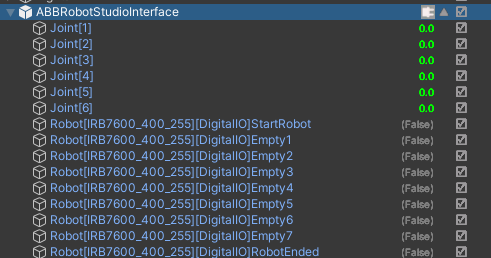 ABBRobotStudioInterface
Joint[1] 0.0
Joint[2] 0.0
Joint[3] 0.0
Joint[4] 0.0
Joint[5] 0.0
Joint[6] 0.0
Robot[IRB7600_400_255][DigitalIO]StartRobot (False)
Robot[IRB7600_400_255][DigitalIO]Empty1 (False)
Robot[IRB7600_400_255][DigitalIO]Empty2 (False)
Robot[IRB7600_400_255][DigitalIO]Empty3 (False)
Robot[IRB7600_400_255][DigitalIO]Empty4 (False)
Robot[IRB7600_400_255][DigitalIO]Empty5 (False)
Robot[IRB7600_400_255][DigitalIO]Empty6 (False)
Robot[IRB7600_400_255][DigitalIO]Empty7 (False)
Robot[IRB7600_400_255][DigitalIO]RobotEnded (False)